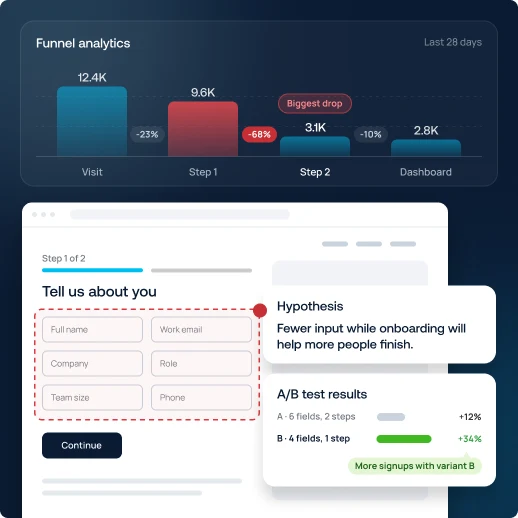 Funnel analytics
Last 28 days
12.4K
9.6K
Biggest drop
3.1K
2.8K
-23%
-68%
-10%
Visit
Step 1
Step 2
Dashboard
Step 1 of 2
Tell us about you
Full name
Work email
Company
Role
Team size
Phone
Continue
Hypothesis
Fewer input while onboarding will
help more people finish.
A/B test results
A · 6 fields, 2 steps
+12%
B · 4 fields, 1 step
+34%
More signups with variant B